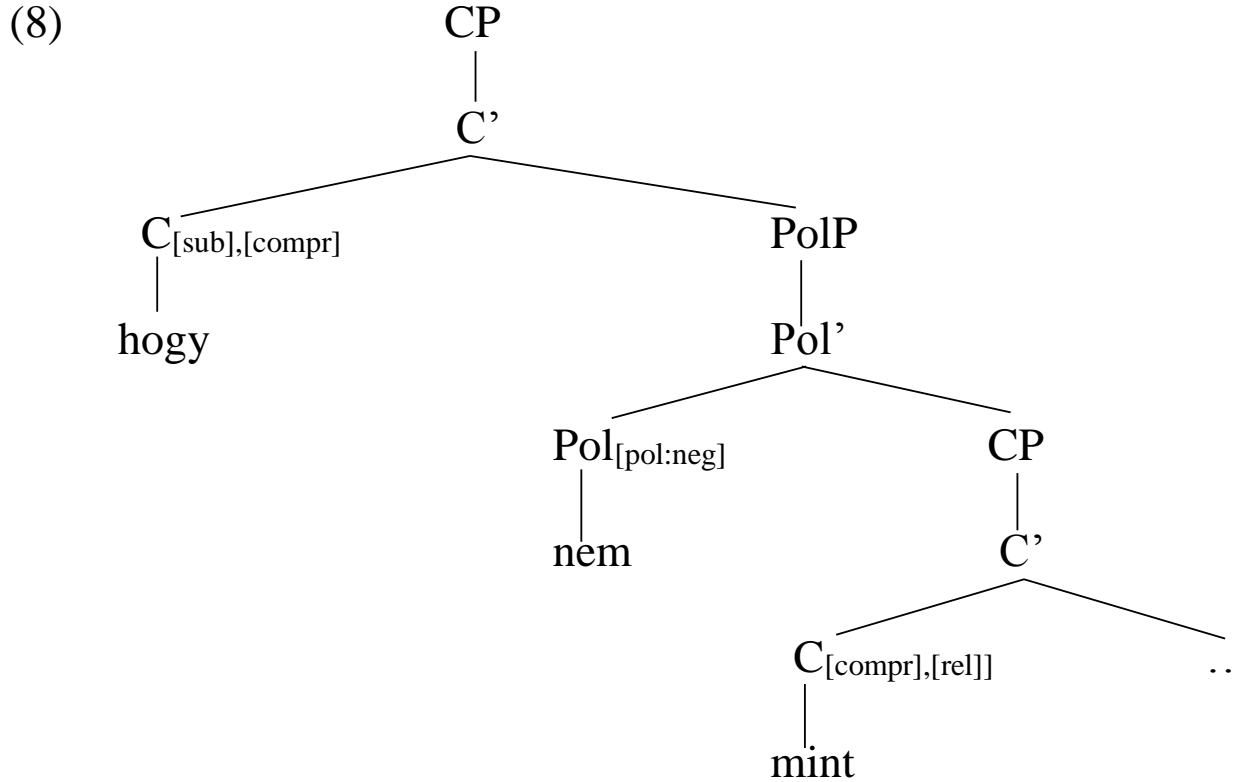 (8) CP
C’
C[sub],[compr] PolP
hogy Pol’
Pol[pol:neg] CP
nem C’
C[compr],[rel]] ..
mint